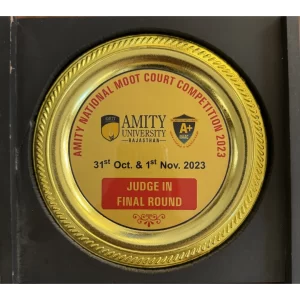 AMITY NATIONAL MOOT COURT COMPETITION 2023
AMITY
UNIVERSITY
RAJASTHAN
A+
31st Oct. & 1st Nov. 2023
JUDGE IN
FINAL ROUND